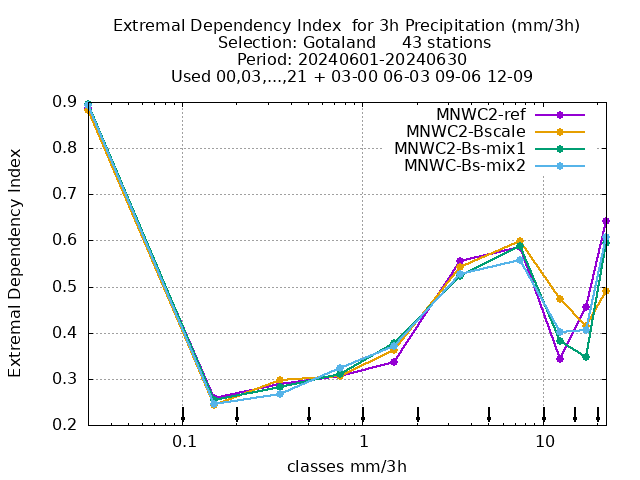 Extremal Dependency Index  for 3h Precipitation (mm/3h)
Selection: Gotaland     43 stations
Period: 20240601-20240630
Used 00,03,...,21 + 03-00 06-03 09-06 12-09
MNWC2-ref
MNWC2-Bscale
MNWC2-Bs-mix1
MNWC-Bs-mix2
Extremal Dependency Index
0.9
0.8
0.7
0.6
0.5
0.4
0.3
0.2
0.1
1
10
classes mm/3h